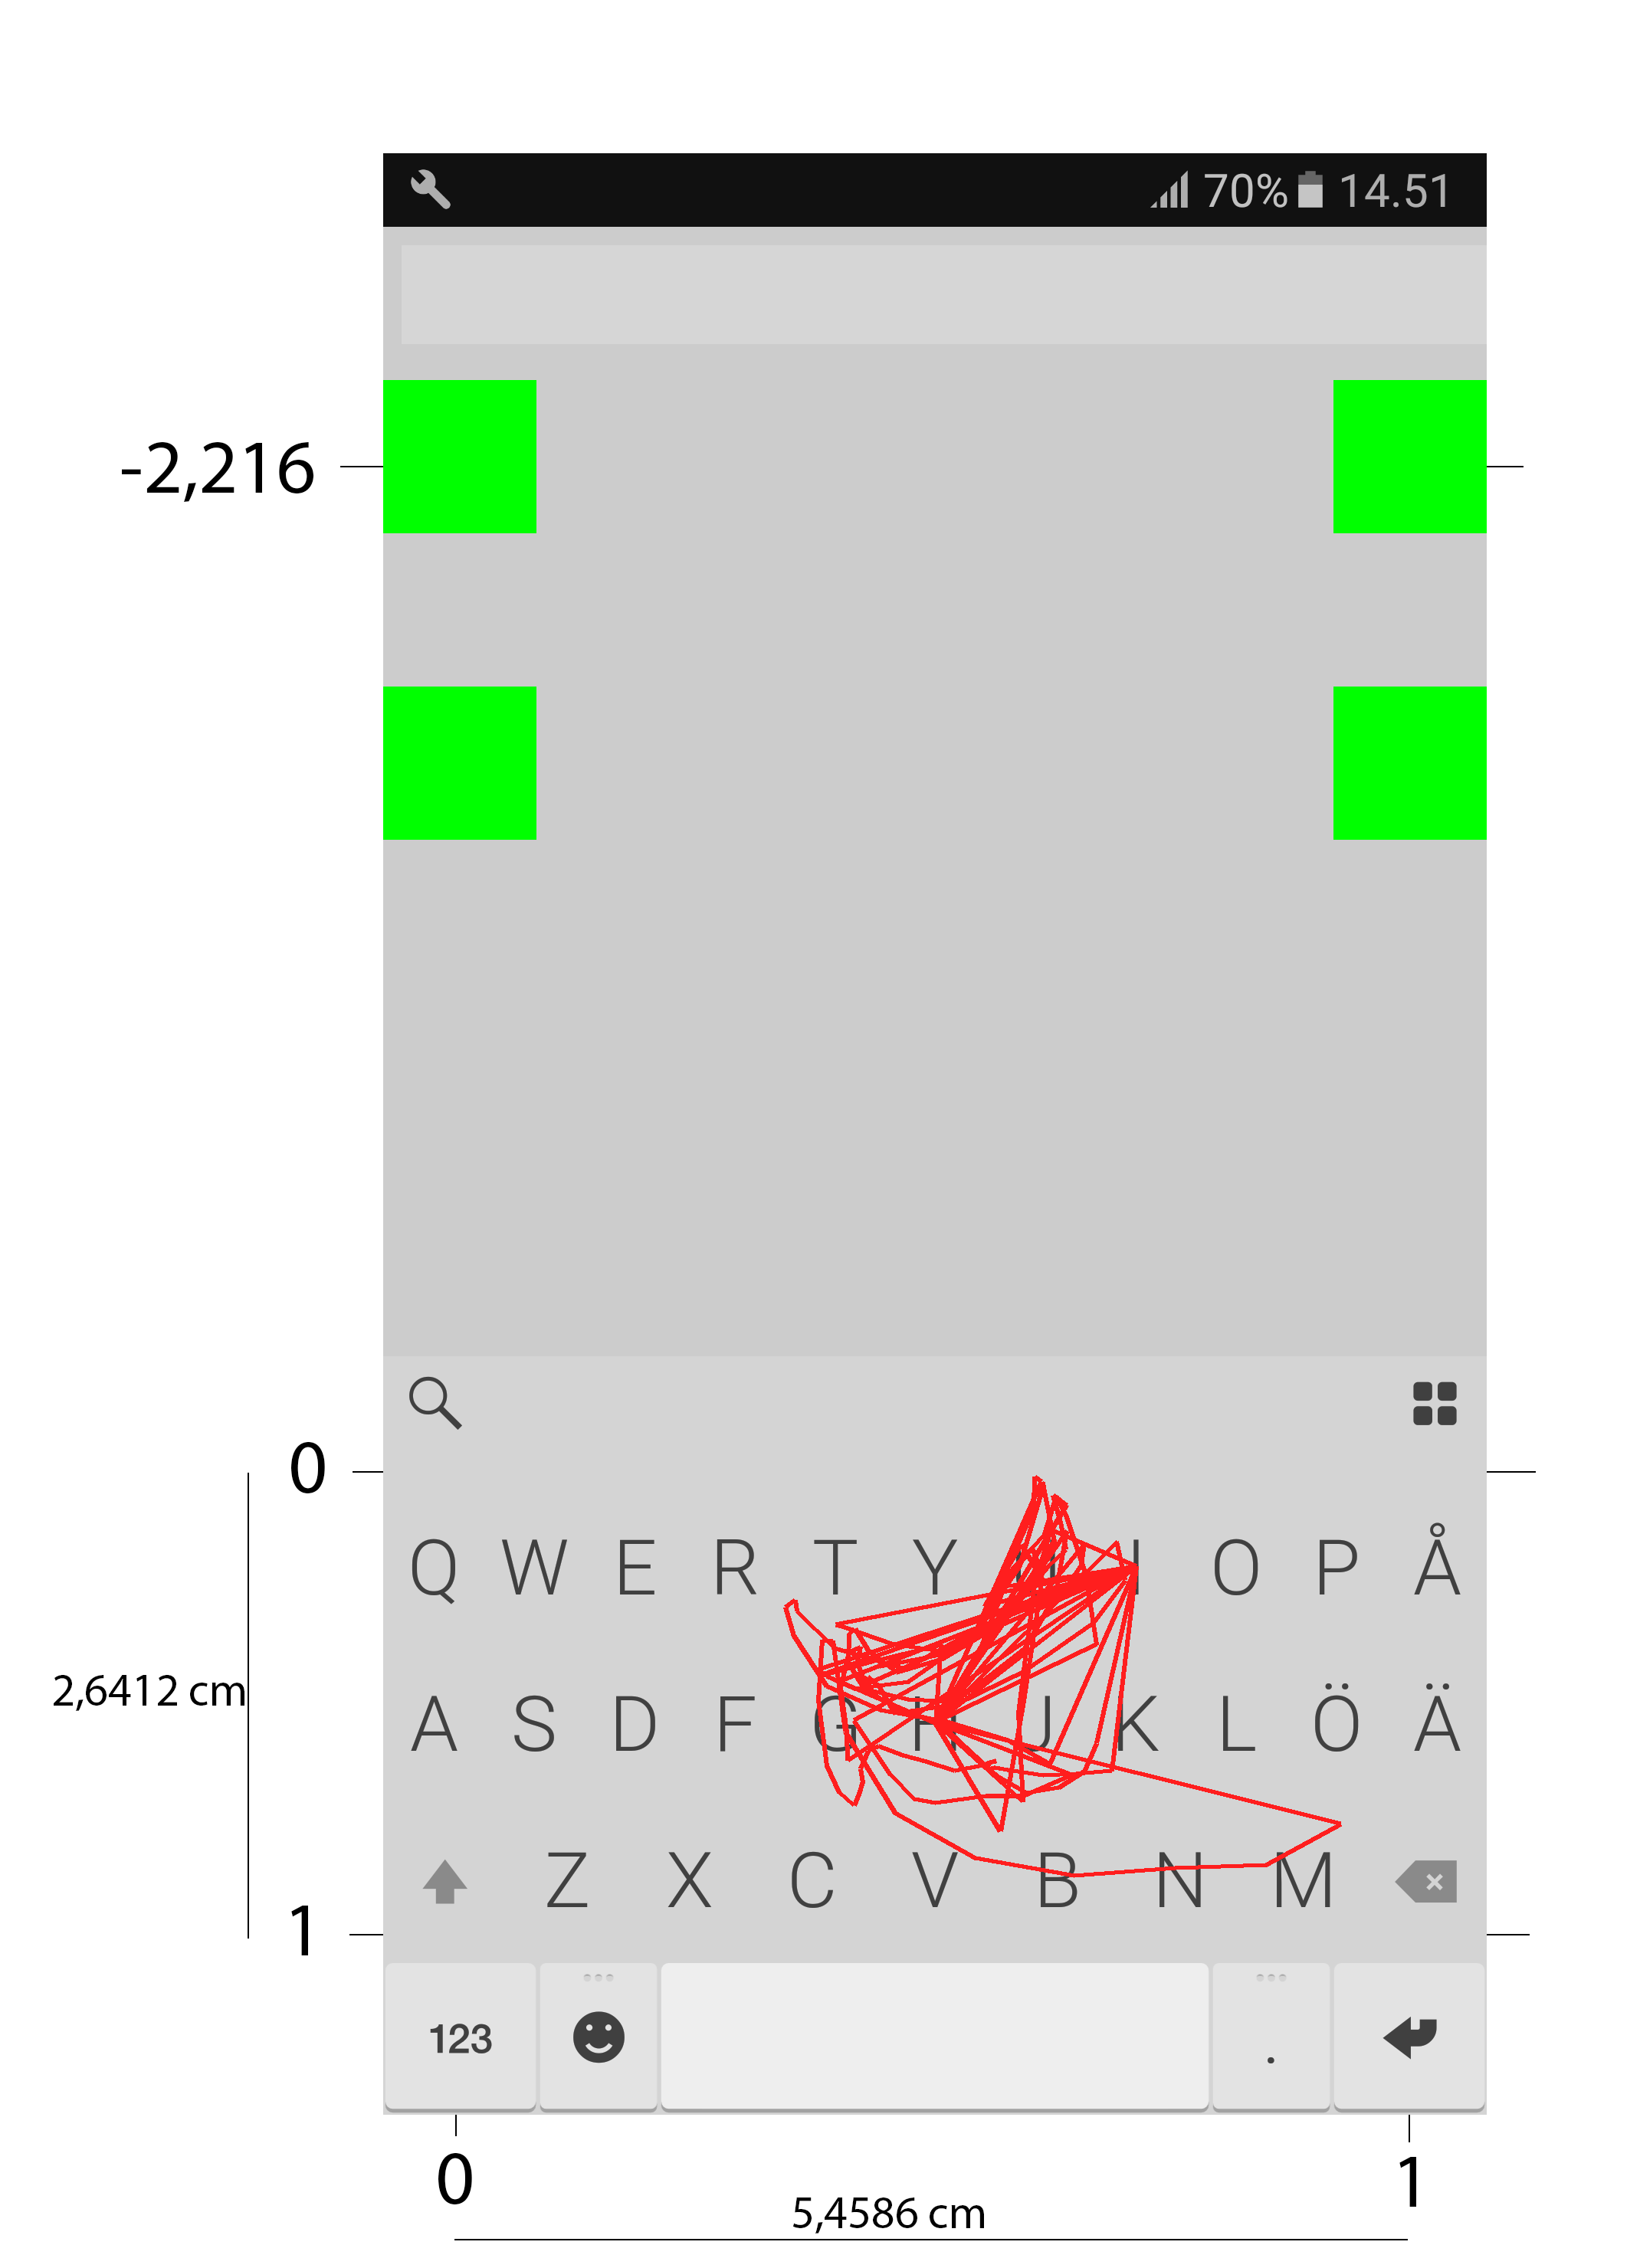 70% 14.51
-2,216
0
Q W E R T Y U I O P Å
2,6412 cm
A S D F G H J K L Ö Ä
Z X C V B N M
1
123 .
0 1
5,4586 cm